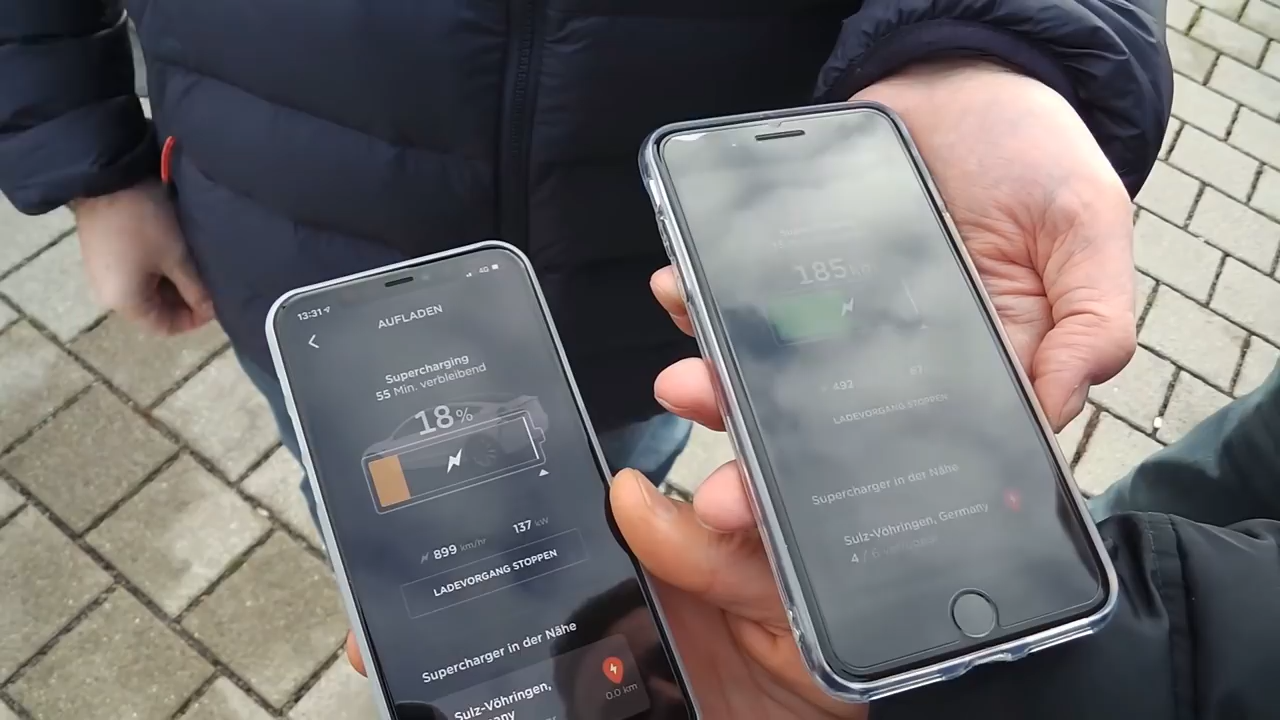 13:31
4G
AUFLADEN
Supercharging
55 Min. verbleibend
18%
899 km/hr
137 kW
LADEVORGANG STOPPEN
Supercharger in der Nähe
Sulz-Vöhringen,
0.0 km
185
492
LADEVORGANG STOPPEN
Supercharger in der Nähe
Sulz-Vöhringen, Germany
4 / 6